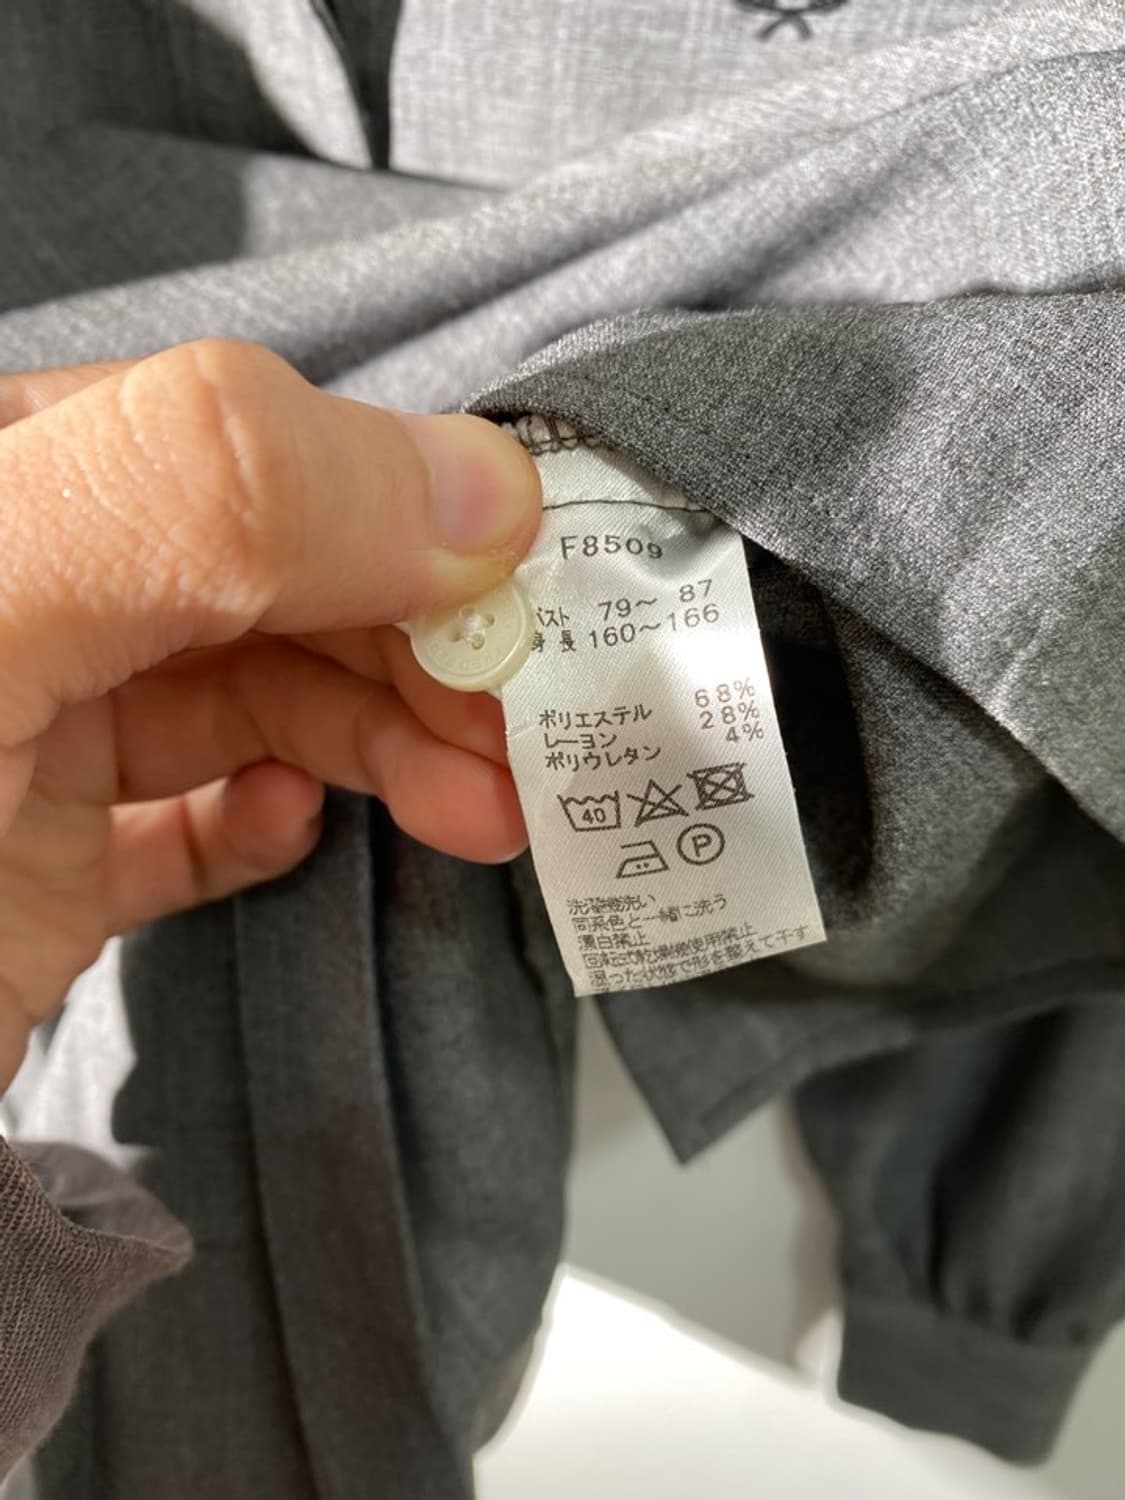 F8509
バスト 79～ 87
身長 160～166
ポリエステル 68%
レーヨン 28%
ポリウレタン 4%
40
P
洗濯機洗い
同系色と一緒に洗う
漂白禁止
回転式乾燥機使用禁止
湿った状態で形を整えて干す